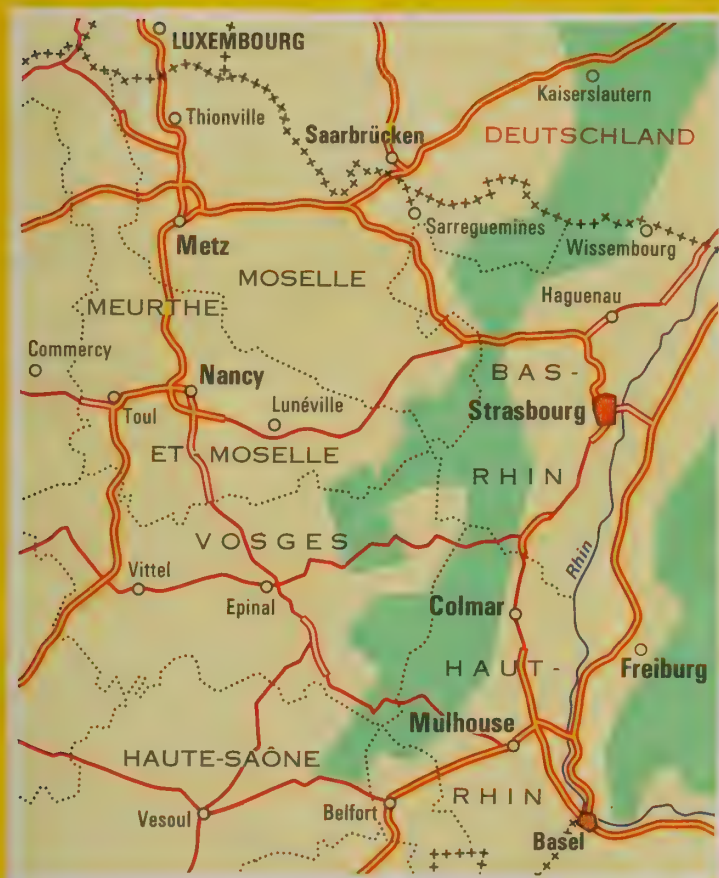 LUXEMBOURG
Kaiserslautern
Thionville
Saarbrücken
DEUTSCHLAND
Sarreguemines
Metz
Wissembourg
MOSELLE
MEURTHE-
Haguenau
Commercy
Nancy
BAS-
Toul
Lunéville
Strasbourg
ET MOSELLE
RHIN
VOSGES
Rhin
Vittel
Epinal
Colmar
HAUT-
Freiburg
Mulhouse
HAUTE-SAÔNE
Vesoul
Belfort
RHIN
Basel